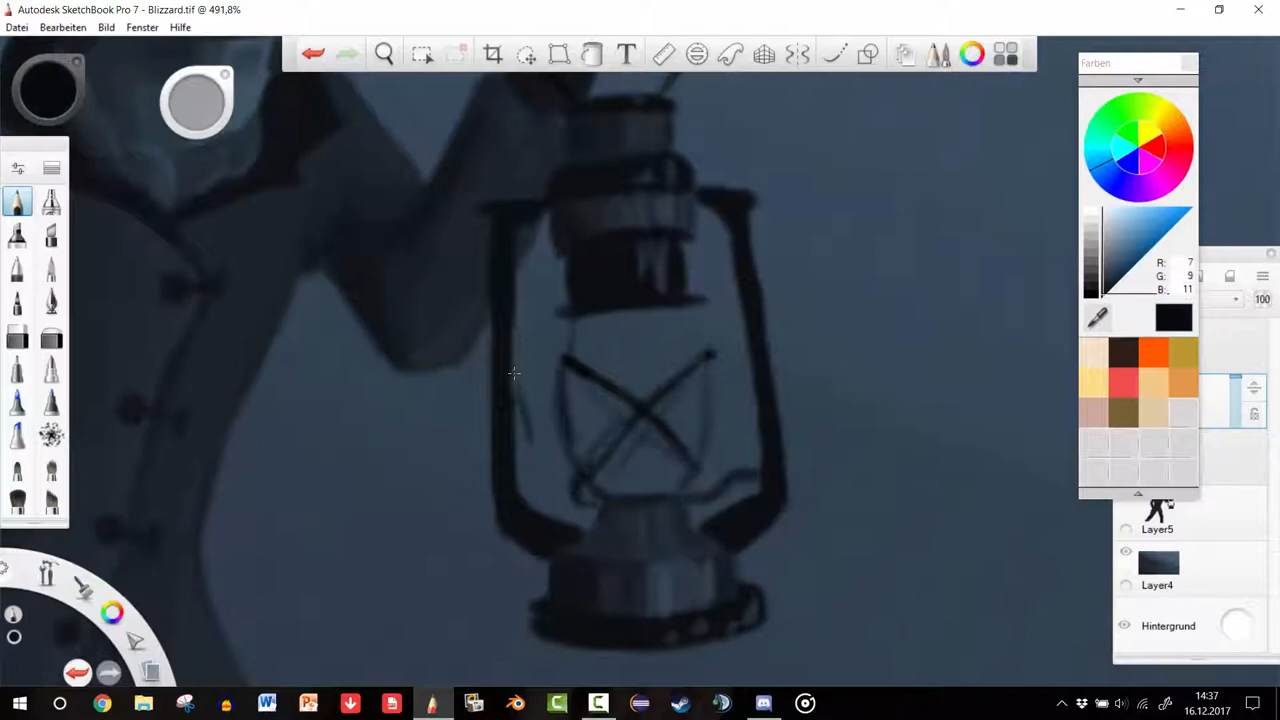 Autodesk SketchBook Pro 7 - Blizzard.tif @ 491,8%
Datei Bearbeiten Bild Fenster Hilfe
Farben
R: 7
G: 9
B: 11
100
Layer5
Layer4
Hintergrund
14:37
16.12.2017